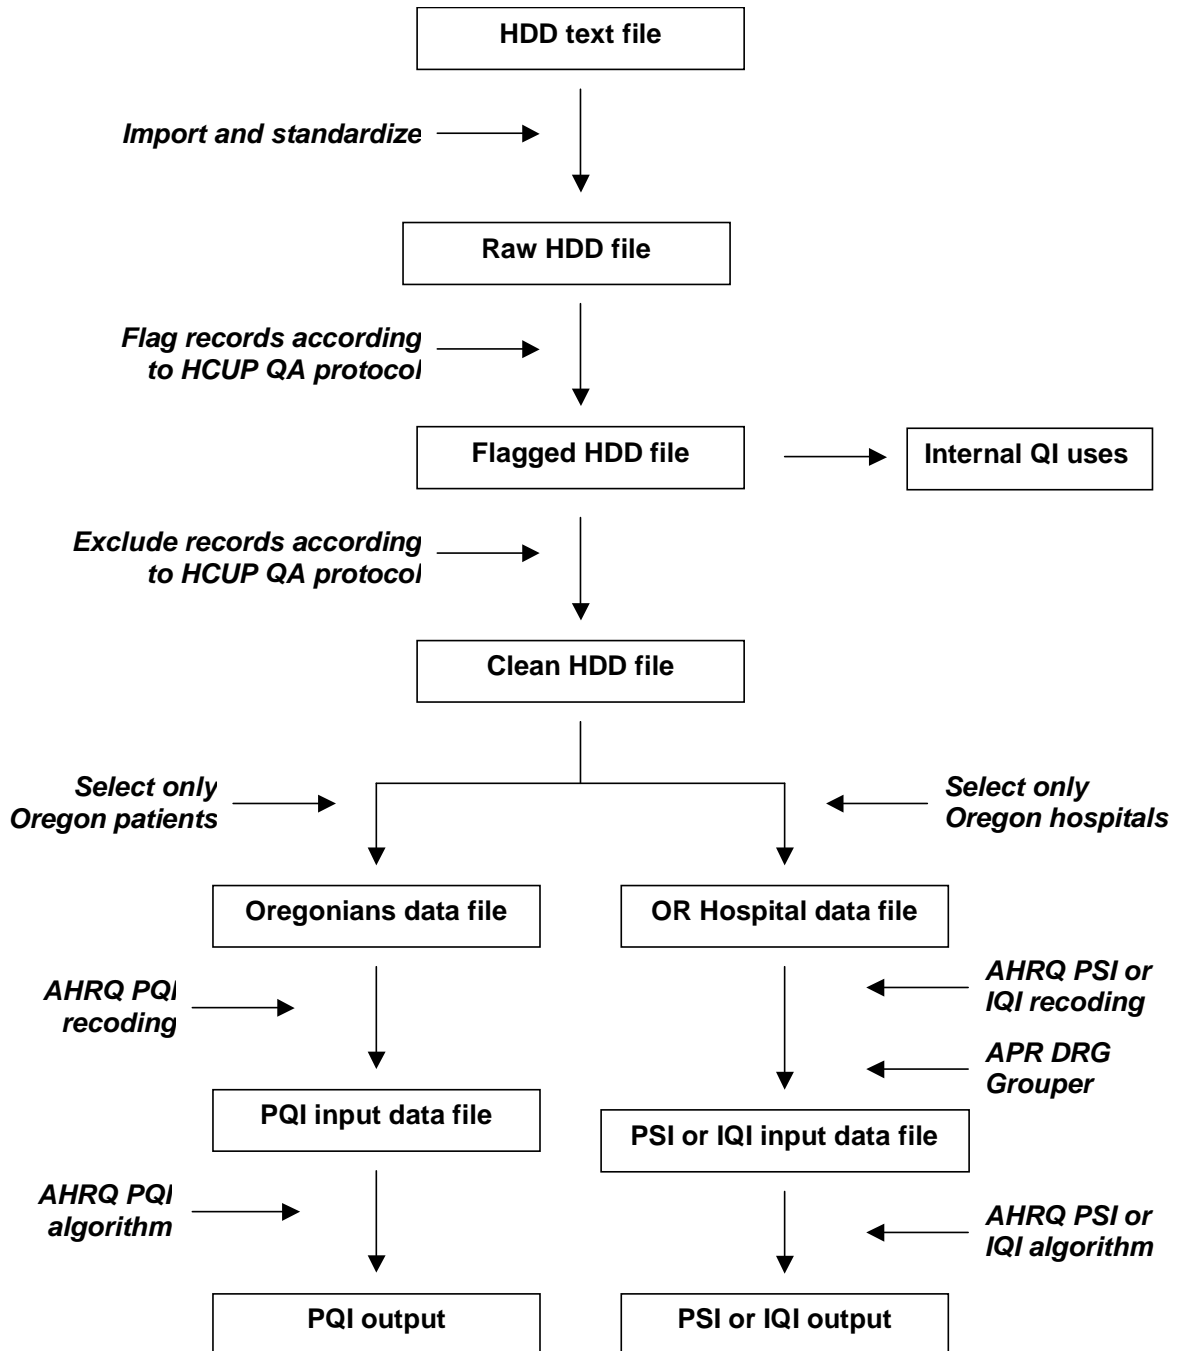 HDD text file
Import and standardize
Raw HDD file
Flag records according
to HCUP QA protocol
Flagged HDD file
Internal QI uses
Exclude records according
to HCUP QA protocol
Clean HDD file
Select only
Oregon patients
Select only
Oregon hospitals
Oregonians data file
OR Hospital data file
AHRQ PQI
recoding
AHRQ PSI or
IQI recoding
APR DRG
Grouper
PQI input data file
PSI or IQI input data file
AHRQ PQI
algorithm
AHRQ PSI or
IQI algorithm
PQI output
PSI or IQI output